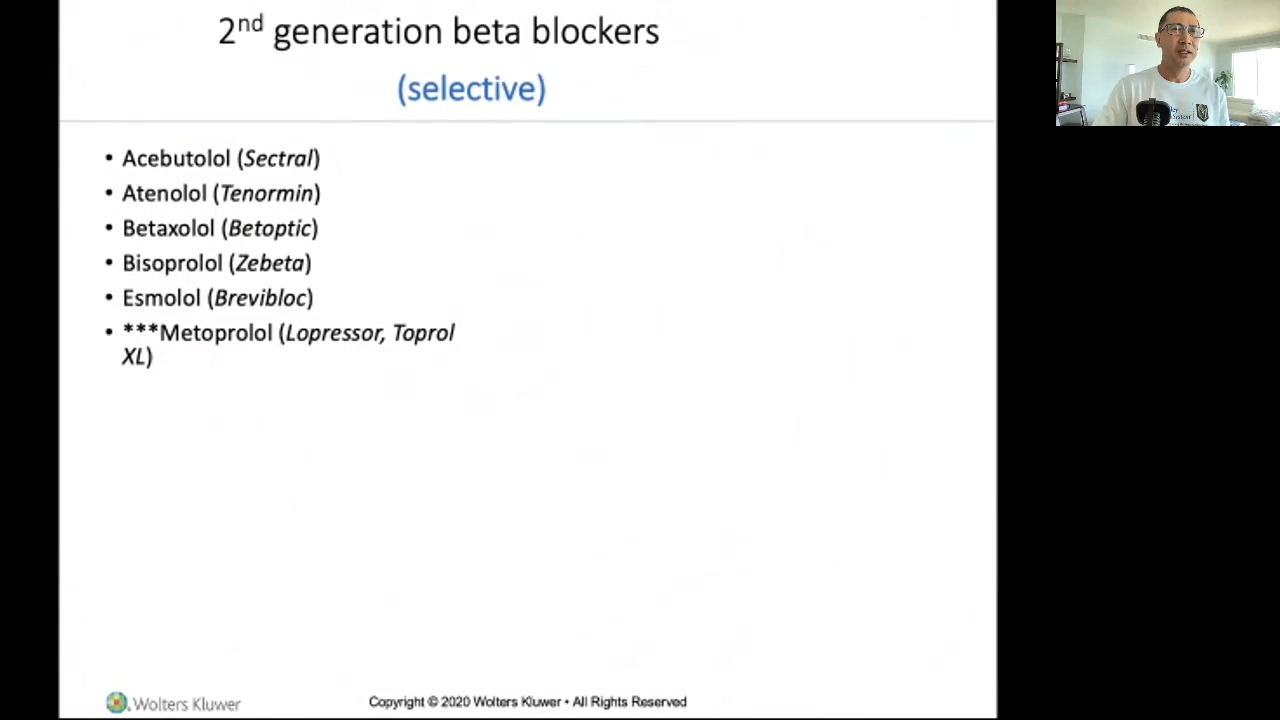 2nd generation beta blockers
(selective)
• Acebutolol (Sectral)
• Atenolol (Tenormin)
• Betaxolol (Betoptic)
• Bisoprolol (Zebeta)
• Esmolol (Brevibloc)
• ***Metoprolol (Lopressor, Toprol
XL)
Wolters Kluwer
Copyright © 2020 Wolters Kluwer • All Rights Reserved